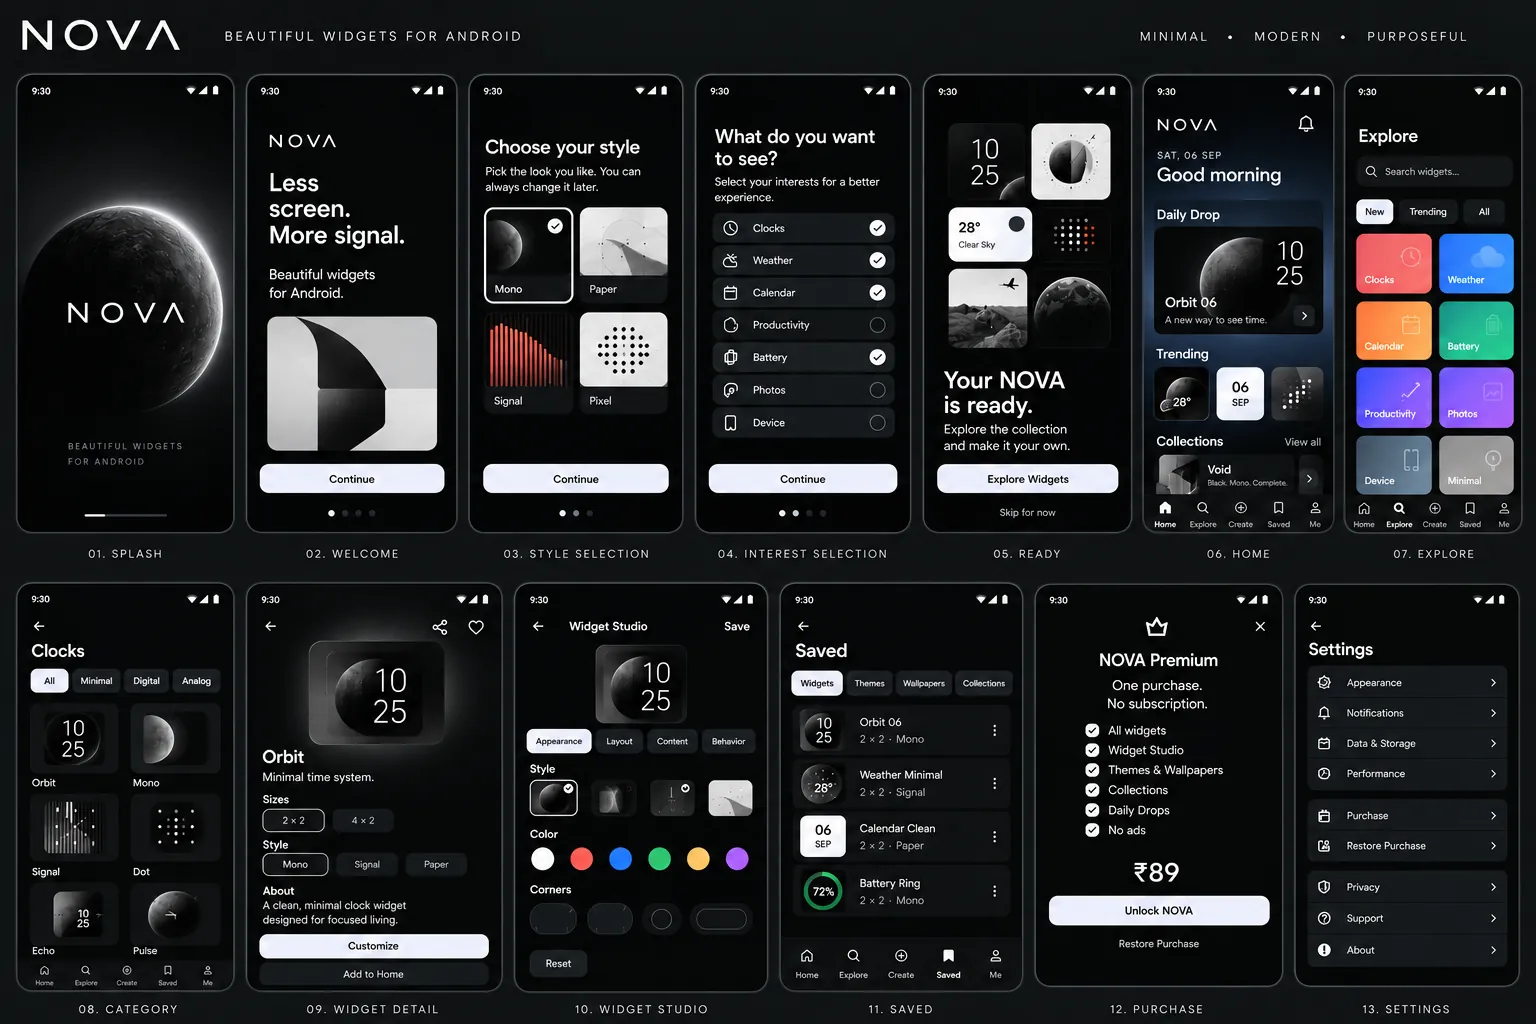 NOVA
BEAUTIFUL WIDGETS FOR ANDROID
MINIMAL • MODERN • PURPOSEFUL
9:30
NOVA
BEAUTIFUL WIDGETS
FOR ANDROID
01. SPLASH
9:30
NOVA
Less
screen.
More signal.
Beautiful widgets
for Android.
Continue
02. WELCOME
9:30
Choose your style
Pick the look you like. You can
always change it later.
Mono
Paper
Signal
Pixel
Continue
03. STYLE SELECTION
9:30
What do you want
to see?
Select your interests for a better
experience.
Clocks
Weather
Calendar
Productivity
Battery
Photos
Device
Continue
04. INTEREST SELECTION
9:30
10
25
28°
Clear Sky
Your NOVA
is ready.
Explore the collection
and make it your own.
Explore Widgets
Skip for now
05. READY
9:30
NOVA
SAT, 06 SEP
Good morning
Daily Drop
10
25
Orbit 06
A new way to see time.
Trending
28°
06
SEP
Collections
View all
Void
Black. Mono. Complete.
Home
Explore
Create
Saved
Me
06. HOME
9:30
Explore
Search widgets...
New
Trending
All
Clocks
Weather
Calendar
Battery
Productivity
Photos
Device
Minimal
Home
Explore
Create
Saved
Me
07. EXPLORE
9:30
Clocks
All
Minimal
Digital
Analog
10
25
Orbit
Mono
Signal
Dot
10
25
Echo
Pulse
Home
Explore
Create
Saved
Me
08. CATEGORY
9:30
10
25
Orbit
Minimal time system.
Sizes
2 × 2
4 × 2
Style
Mono
Signal
Paper
About
A clean, minimal clock widget
designed for focused living.
Customize
Add to Home
09. WIDGET DETAIL
9:30
Widget Studio
Save
10
25
Appearance
Layout
Content
Behavior
Style
Color
Corners
Reset
10. WIDGET STUDIO
9:30
Saved
Widgets
Themes
Wallpapers
Collections
10
25
Orbit 06
2 × 2 • Mono
28°
Weather Minimal
2 × 2 • Signal
06
SEP
Calendar Clean
2 × 2 • Paper
72%
Battery Ring
2 × 2 • Mono
Home
Explore
Create
Saved
Me
11. SAVED
9:30
NOVA Premium
One purchase.
No subscription.
All widgets
Widget Studio
Themes & Wallpapers
Collections
Daily Drops
No ads
₹89
Unlock NOVA
Restore Purchase
12. PURCHASE
9:30
Settings
Appearance
Notifications
Data & Storage
Performance
Purchase
Restore Purchase
Privacy
Support
About
13. SETTINGS